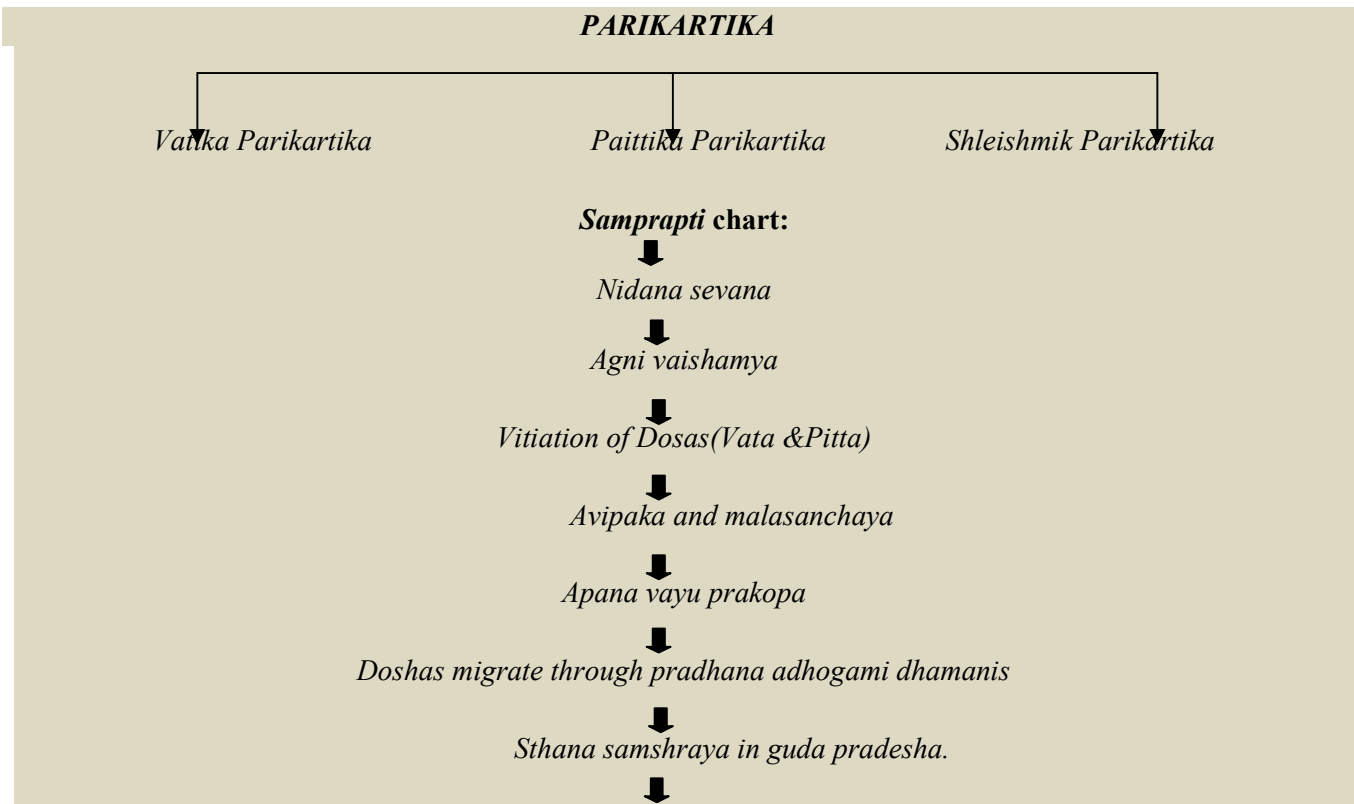 PARIKARTIKA
Vatika Parikartika Paittika Parikartika Shleishmik Parikartika
Samprapti chart:
Nidana sevana
Agni vaishamya
Vitiation of Dosas(Vata &Pitta)
Avipaka and malasanchaya
Apana vayu prakopa
Doshas migrate through pradhana adhogami dhamanis
Sthana samshraya in guda pradesha.